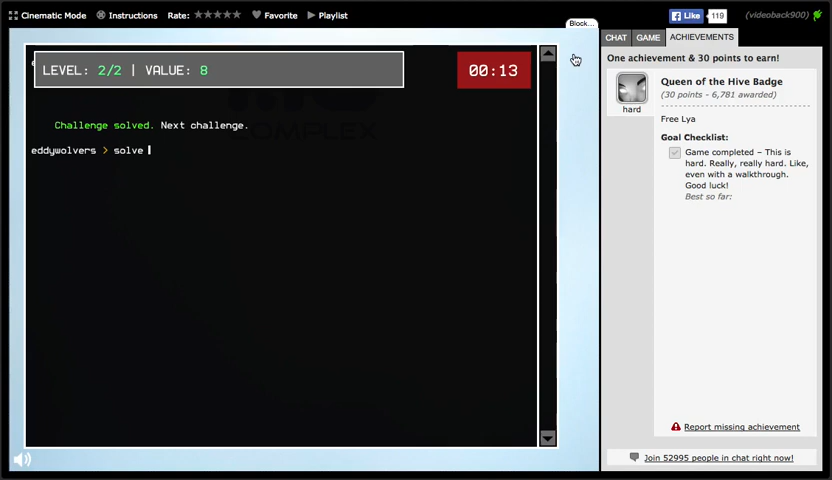 Cinematic Mode Instructions Rate: Favorite Playlist
Like 119 (videoback900)
Block...
CHAT GAME ACHIEVEMENTS
LEVEL: 2/2 | VALUE: 8
00:13
COMPLEX
Challenge solved. Next challenge.
eddywolvers > solve
One achievement & 30 points to earn!
hard
Queen of the Hive Badge
(30 points - 6,781 awarded)
Free Lya
Goal Checklist:
Game completed – This is
hard. Really, really hard. Like,
even with a walkthrough.
Good luck!
Best so far:
Report missing achievement
Join 52995 people in chat right now!